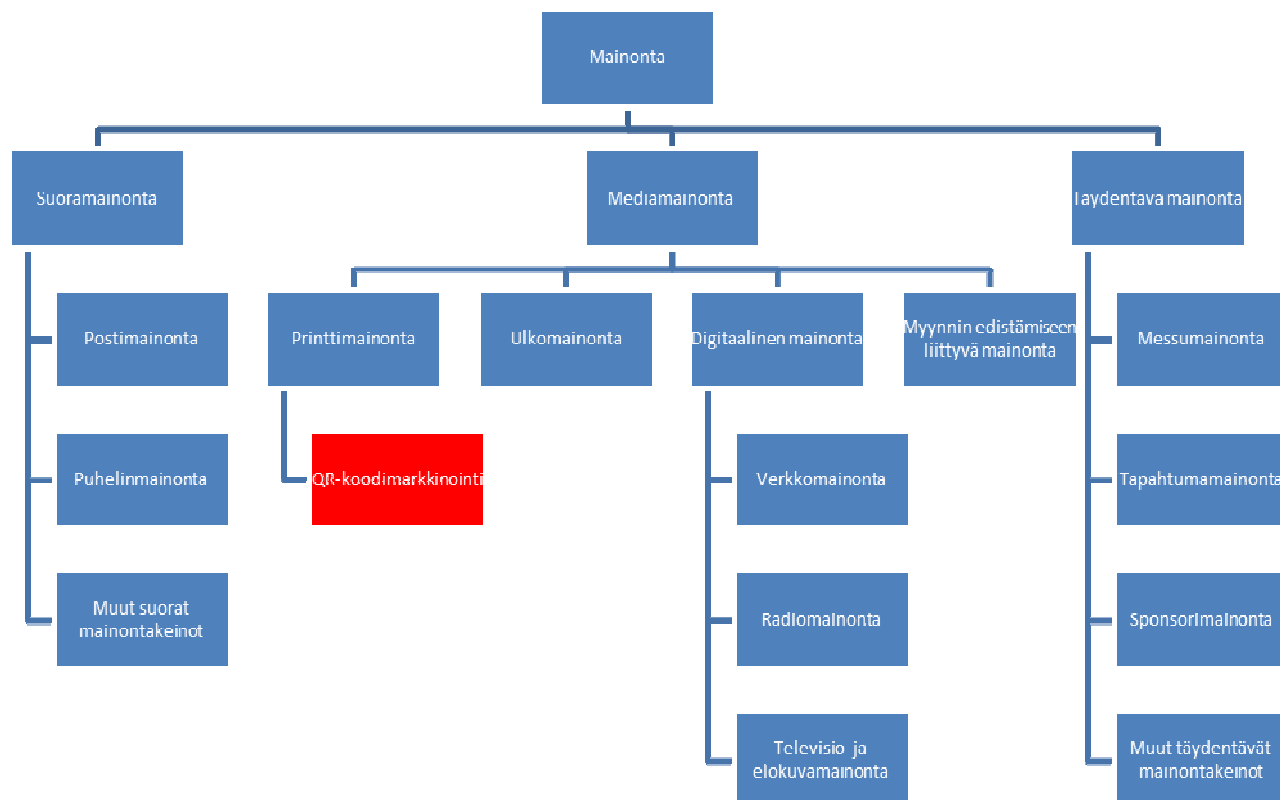 Mainonta
Suoramainonta
Mediamainonta
Täydentävä mainonta
Postimainonta
Printtimainonta
Ulkomainonta
Digitaalinen mainonta
Myynnin edistämiseen
liittyvä mainonta
Messumainonta
Puhelinmainonta
QR-koodimarkkinointi
Verkkomainonta
Tapahtumamainonta
Muut suorat
mainontakeinot
Radiomainonta
Sponsorimainonta
Televisio- ja
elokuvamainonta
Muut täydentävät
mainontakeinot